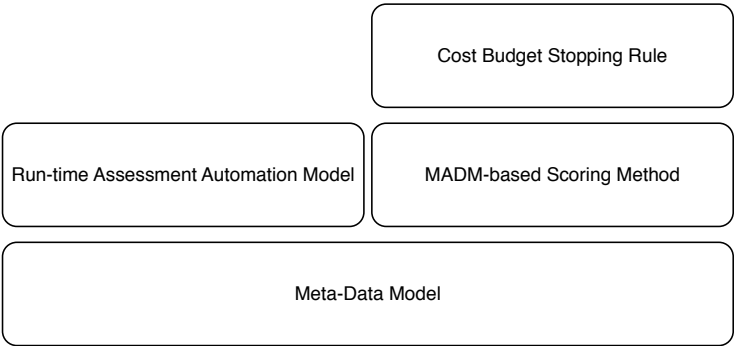 Cost Budget Stopping Rule
Run-time Assessment Automation Model
MADM-based Scoring Method
Meta-Data Model